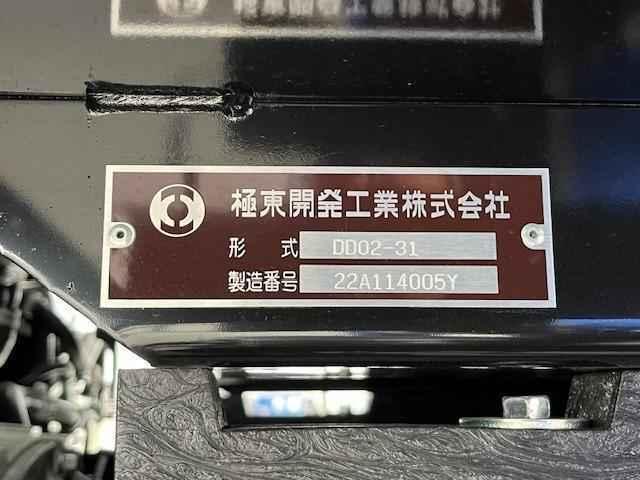 極東開発工業株式会社
形 式 DD02-31
製造番号 22A114005Y